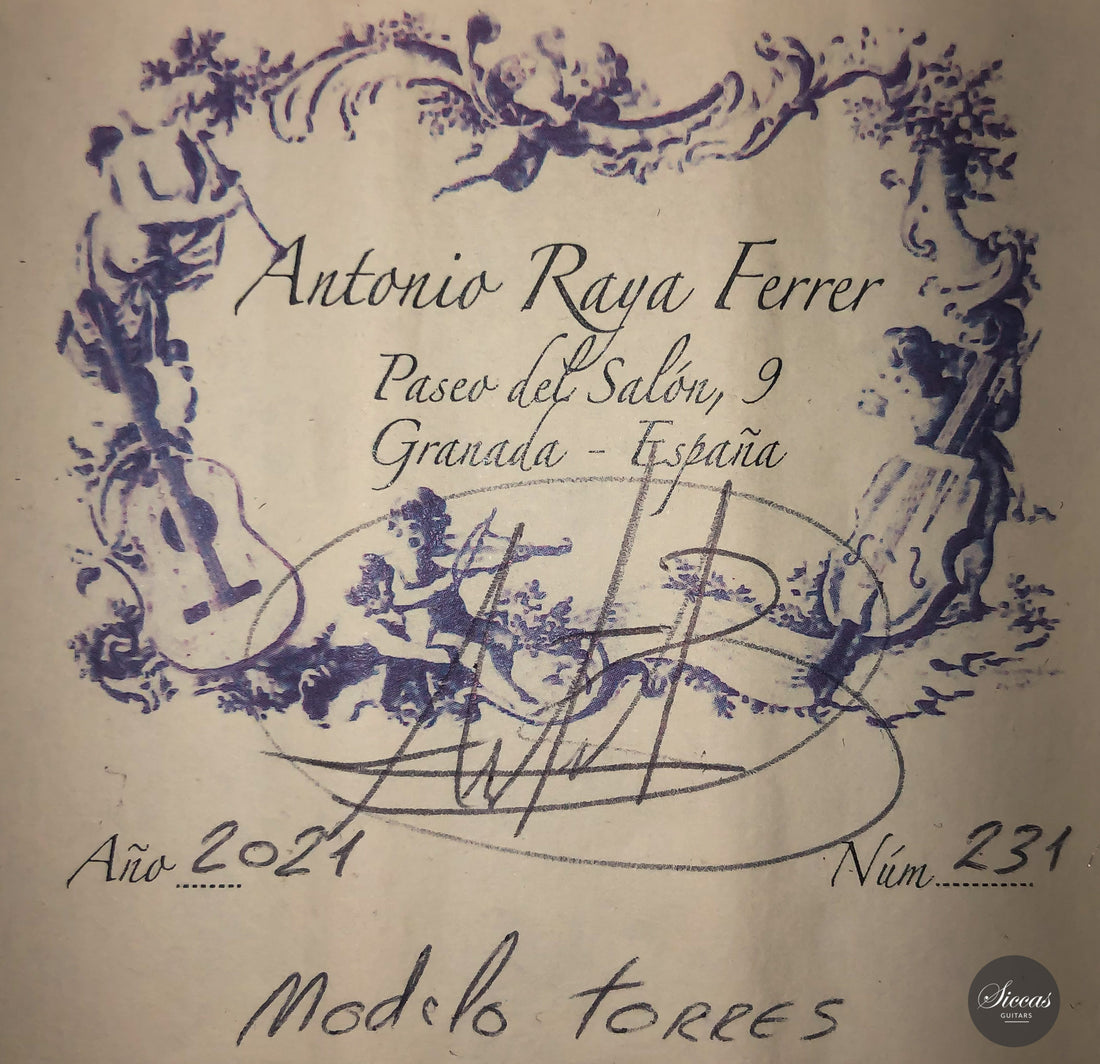 Antonio Raya Ferrer
Paseo del Salón, 9
Granada - España
Año 2021
Núm. 231
Modelo TORRES
Siccas
GUITARS